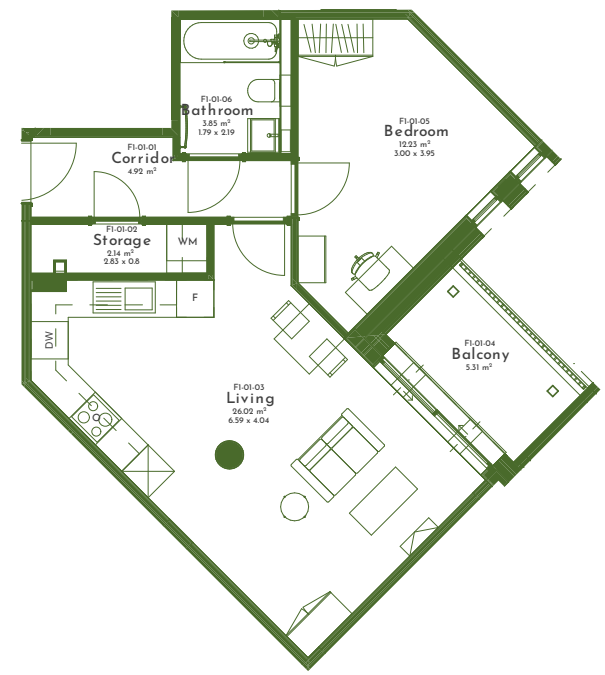 F1-01-06
Bathroom
3.85 m²
1.79 x 2.19
F1-01-05
Bedroom
12.23 m²
3.00 x 3.95
F1-01-01
Corridor
4.92 m²
F1-01-02
Storage
2.14 m²
2.83 x 0.8
WM
F
DW
F1-01-04
Balcony
5.31 m²
F1-01-03
Living
26.02 m²
6.59 x 4.04